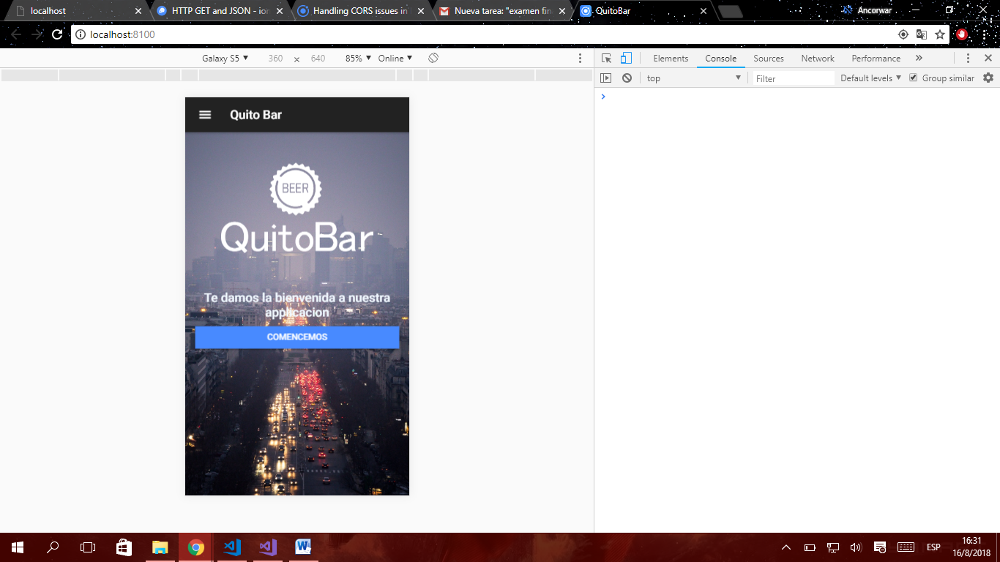 localhost
HTTP GET and JSON - ion
Handling CORS issues in
Nueva tarea: "examen fin
QuitoBar
Ancorwar
localhost:8100
Galaxy S5 ▼ 360 × 640 85% ▼ Online ▼
Elements Console Sources Network Performance »
top ▼ Filter Default levels ▼ Group similar
>
Quito Bar
BEER
QuitoBar
Te damos la bienvenida a nuestra
applicacion
COMENCEMOS
ESP
16:31
16/8/2018